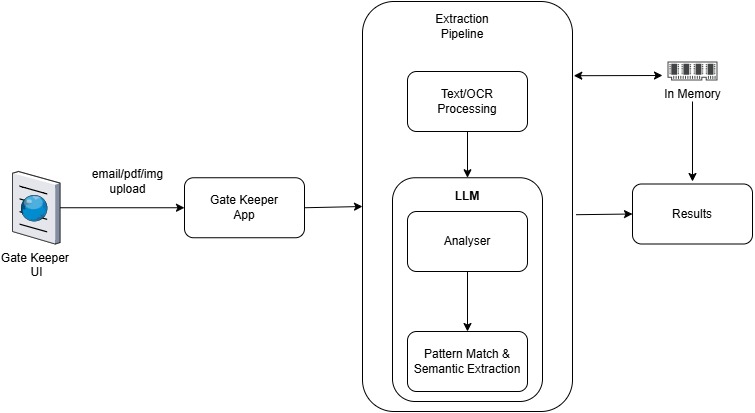 Extraction
Pipeline
Text/OCR
Processing
In Memory
email/pdf/img
upload
Gate Keeper
App
LLM
Analyser
Results
Gate Keeper
UI
Pattern Match &
Semantic Extraction